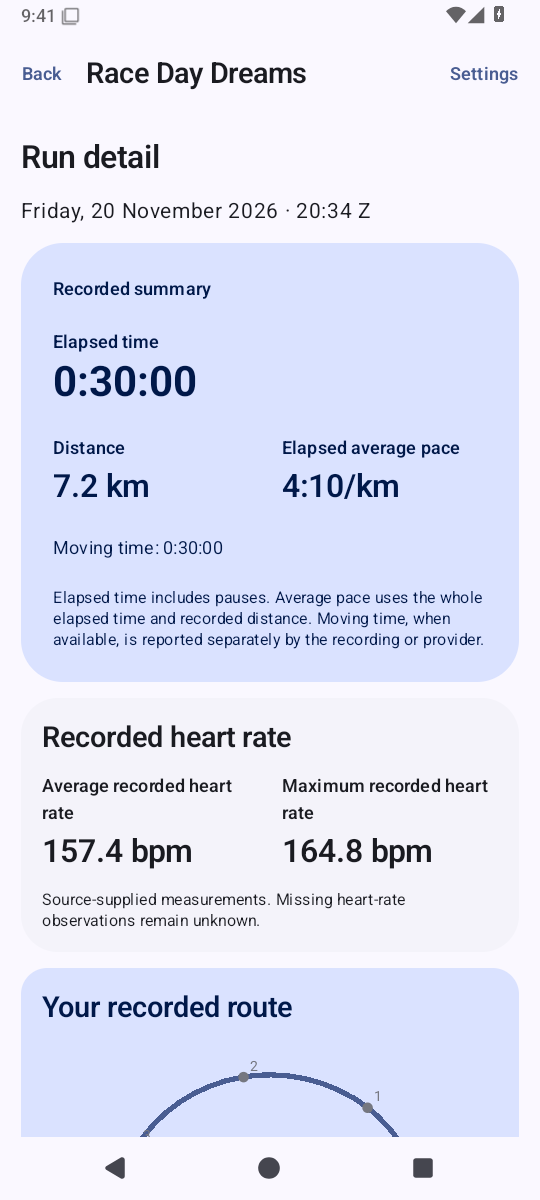 9:41
Back Race Day Dreams Settings
Run detail
Friday, 20 November 2026 · 20:34 Z
Recorded summary
Elapsed time
0:30:00
Distance Elapsed average pace
7.2 km 4:10/km
Moving time: 0:30:00
Elapsed time includes pauses. Average pace uses the whole
elapsed time and recorded distance. Moving time, when
available, is reported separately by the recording or provider.
Recorded heart rate
Average recorded heart
rate
157.4 bpm
Maximum recorded heart
rate
164.8 bpm
Source-supplied measurements. Missing heart-rate
observations remain unknown.
Your recorded route
2
1